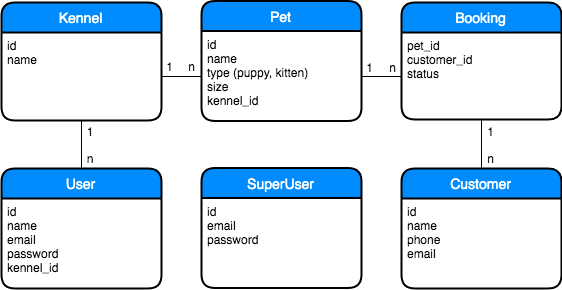 Kennel
id
name
1 n
Pet
id
name
type (puppy, kitten)
size
kennel_id
1 n
Booking
pet_id
customer_id
status
1
n
User
id
name
email
password
kennel_id
SuperUser
id
email
password
1
n
Customer
id
name
phone
email